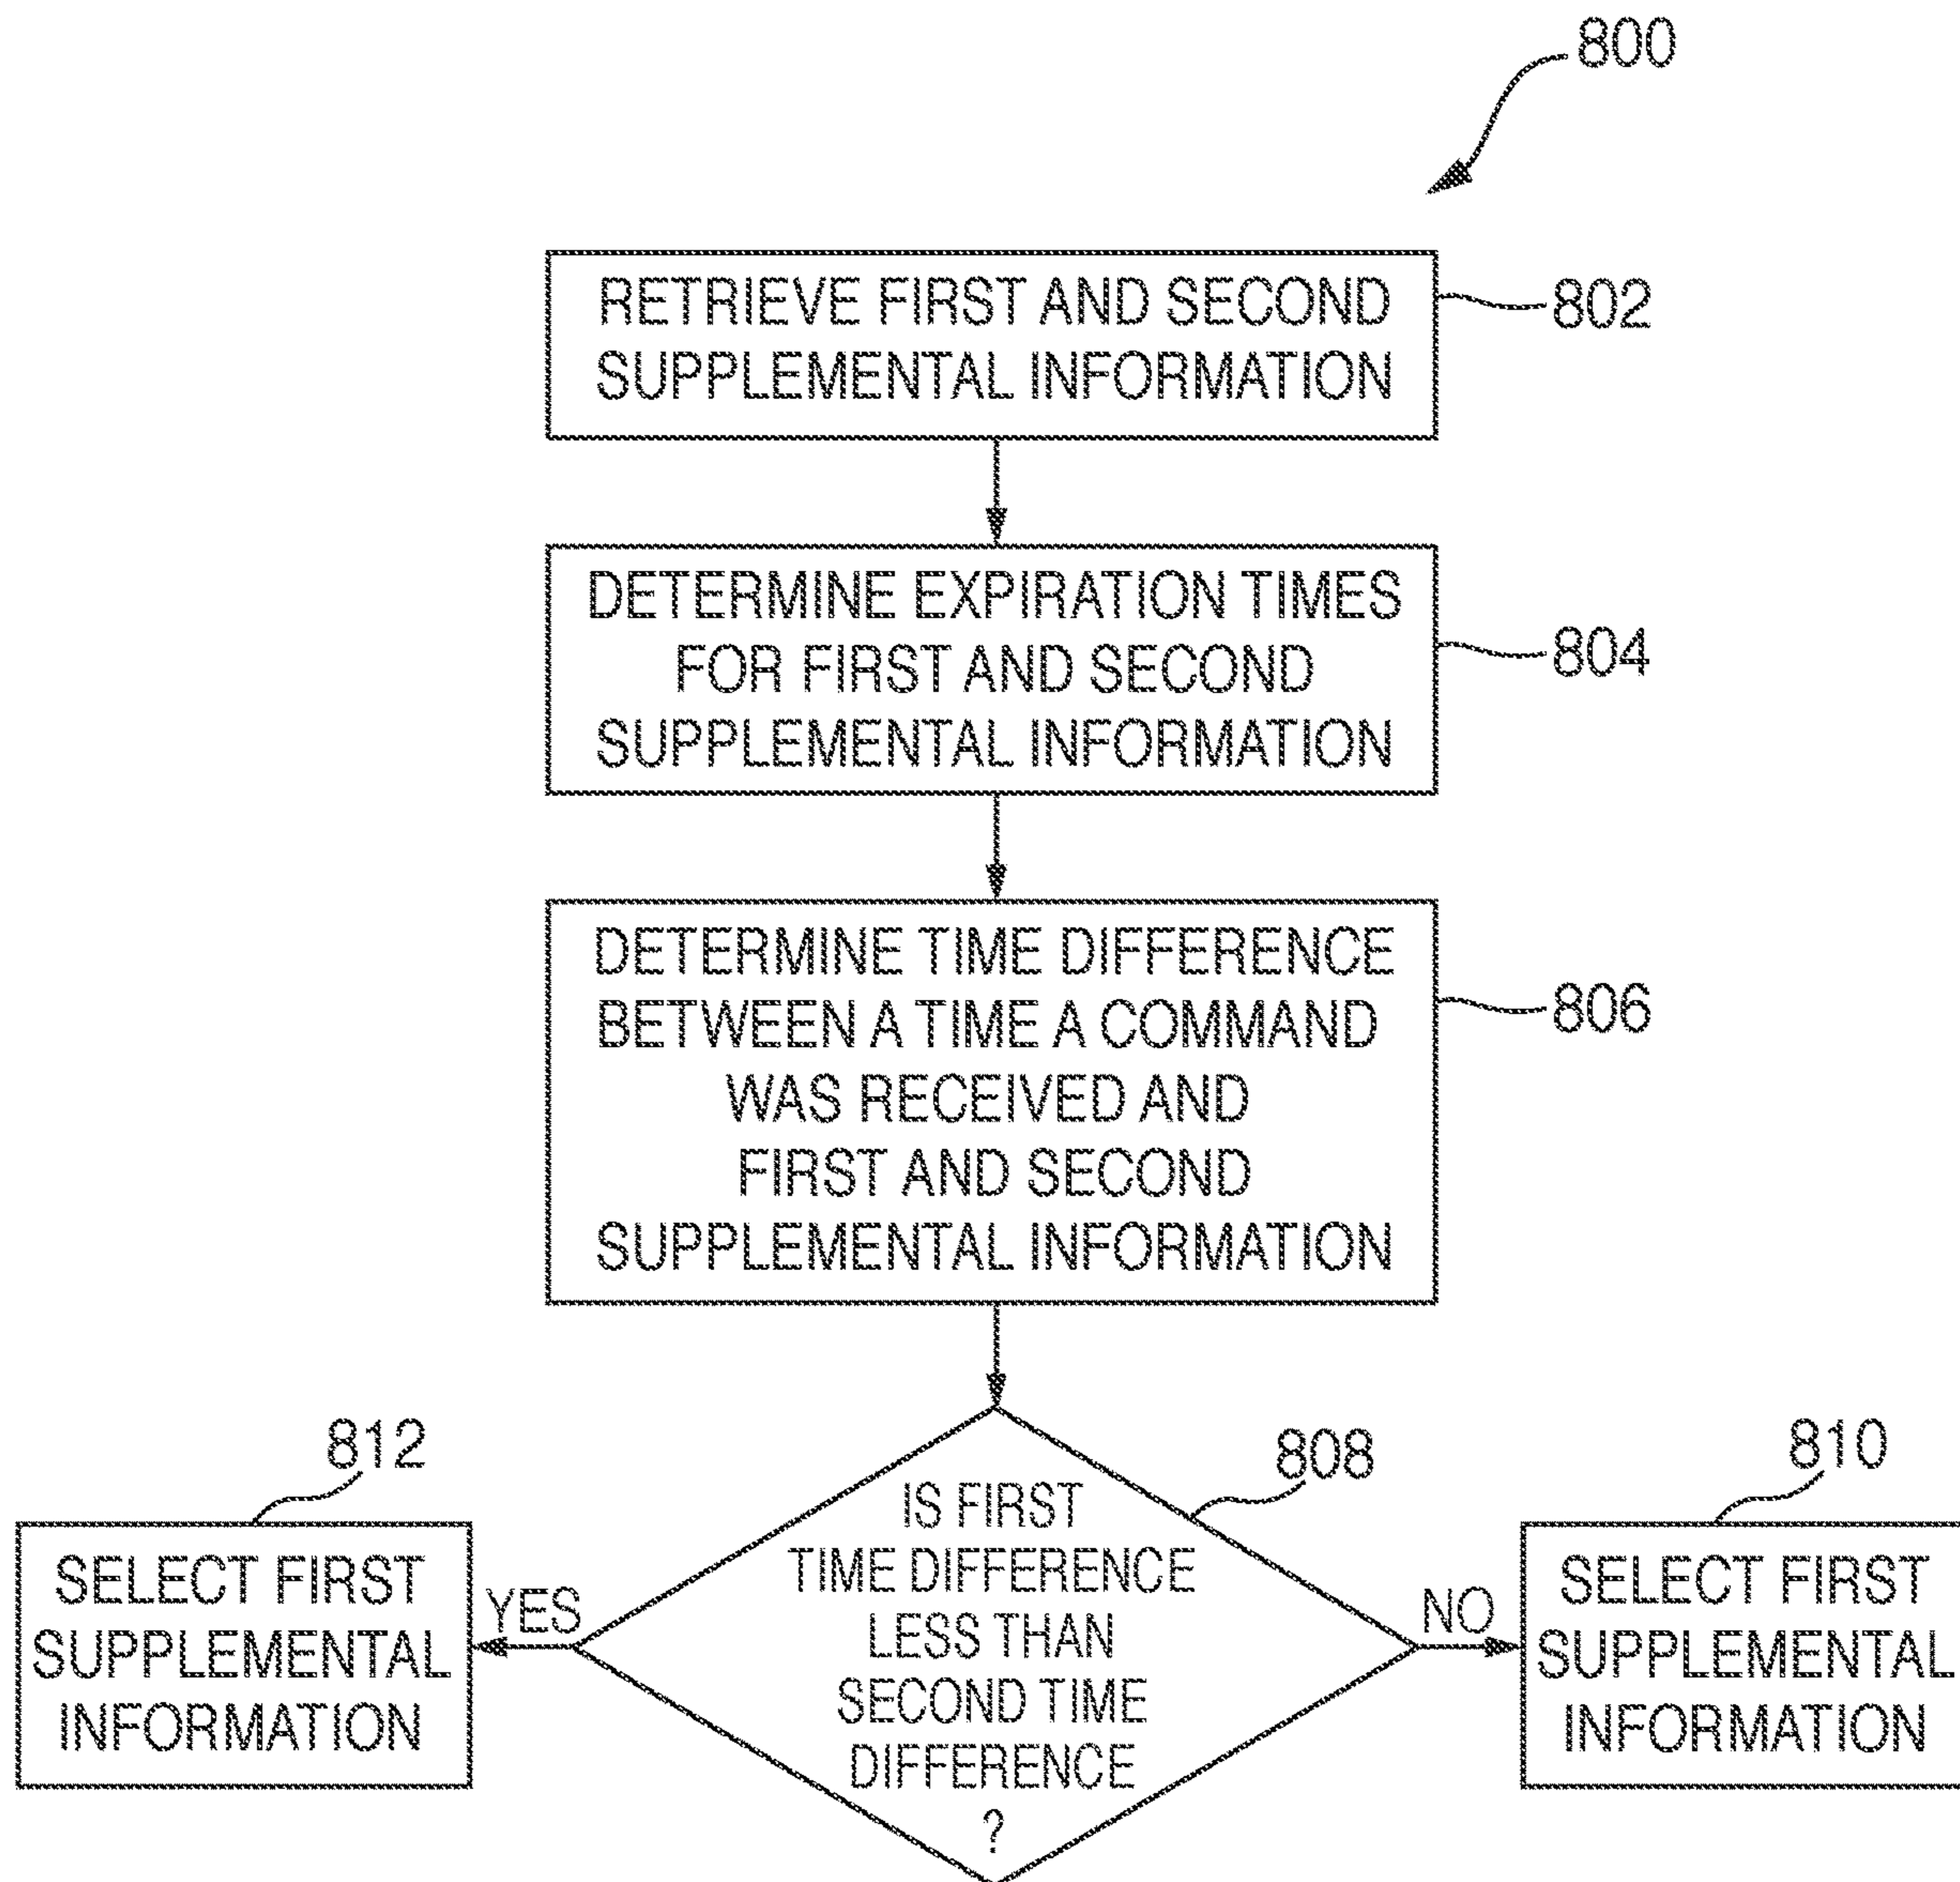 800
RETRIEVE FIRST AND SECOND
SUPPLEMENTAL INFORMATION
802
DETERMINE EXPIRATION TIMES
FOR FIRST AND SECOND
SUPPLEMENTAL INFORMATION
804
DETERMINE TIME DIFFERENCE
BETWEEN A TIME A COMMAND
WAS RECEIVED AND
FIRST AND SECOND
SUPPLEMENTAL INFORMATION
806
IS FIRST
TIME DIFFERENCE
LESS THAN
SECOND TIME
DIFFERENCE
?
808
YES
812
SELECT FIRST
SUPPLEMENTAL
INFORMATION
NO
810
SELECT FIRST
SUPPLEMENTAL
INFORMATION